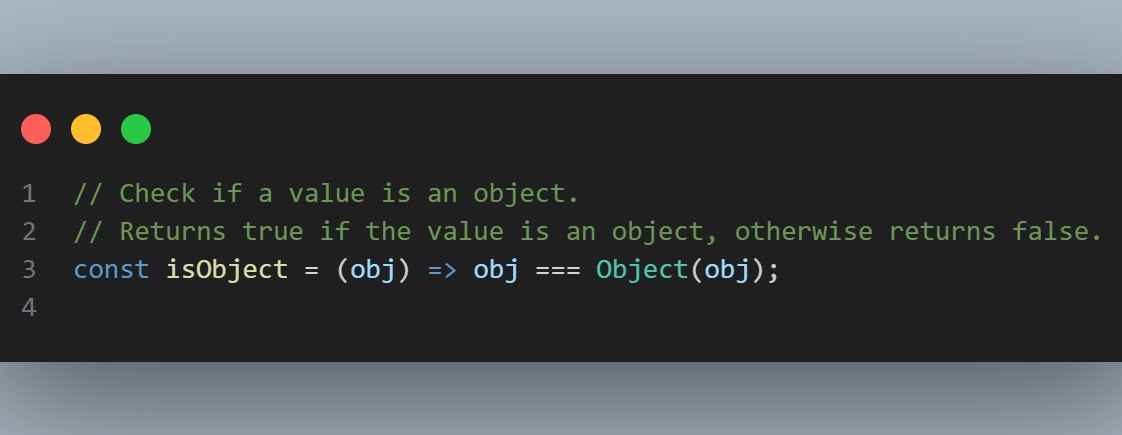 1 // Check if a value is an object.
2 // Returns true if the value is an object, otherwise returns false.
3 const isObject = (obj) => obj === Object(obj);
4